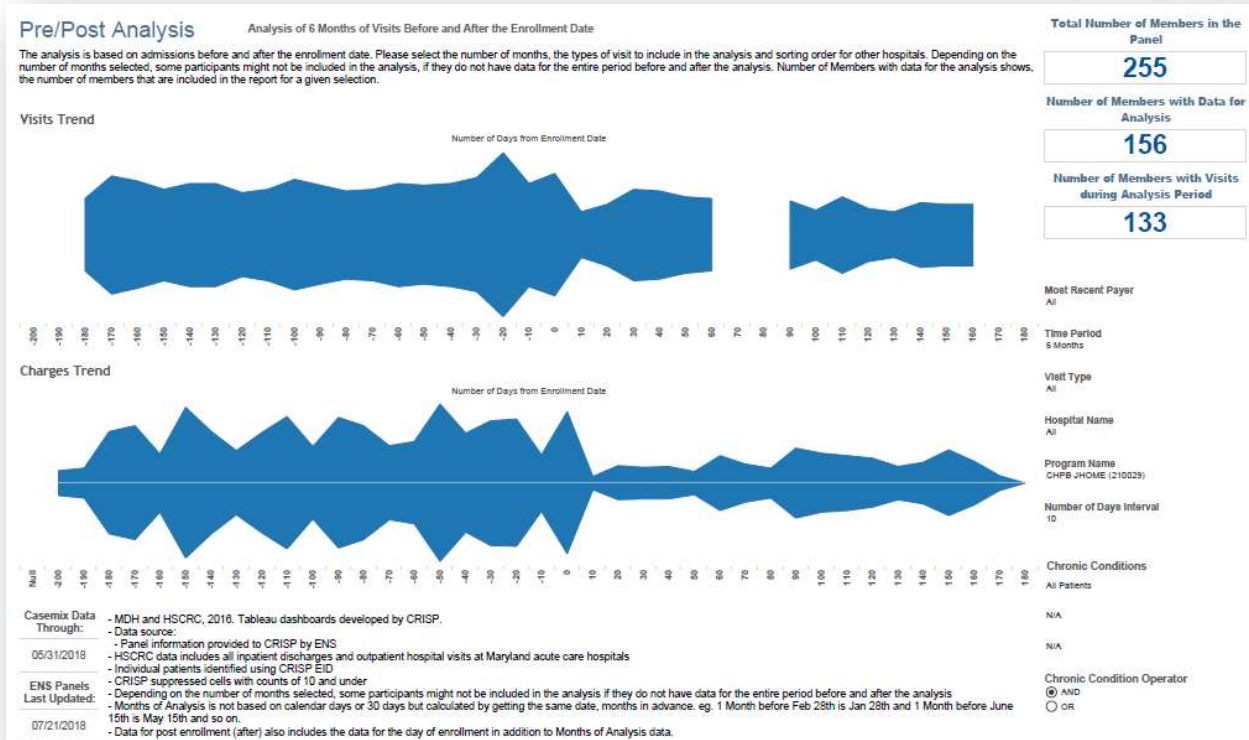 Pre/Post Analysis
Analysis of 6 Months of Visits Before and After the Enrollment Date
The analysis is based on admissions before and after the enrollment date. Please select the number of months, the types of visit to include in the analysis and sorting order for other hospitals. Depending on the
number of months selected, some participants might not be included in the analysis, if they do not have data for the entire period before and after the analysis. Number of Members with data for the analysis shows,
the number of members that are included in the report for a given selection.
Visits Trend
Number of Days from Enrollment Date
-200 -190 -180 -170 -160 -150 -140 -130 -120 -110 -100 -90 -80 -70 -60 -50 -40 -30 -20 -10 0 10 20 30 40 50 60 70 80 90 100 110 120 130 140 150 160 170 180
Charges Trend
Number of Days from Enrollment Date
Null -200 -190 -180 -170 -160 -150 -140 -130 -120 -110 -100 -90 -80 -70 -60 -50 -40 -30 -20 -10 0 10 20 30 40 50 60 70 80 90 100 110 120 130 140 150 160 170 180
Casemix Data
Through:
05/31/2018
ENS Panels
Last Updated:
07/21/2018
- MDH and HSCRC, 2016. Tableau dashboards developed by CRISP.
- Data source:
- Panel information provided to CRISP by ENS
- HSCRC data includes all inpatient discharges and outpatient hospital visits at Maryland acute care hospitals
- Individual patients identified using CRISP EID
- CRISP suppressed cells with counts of 10 and under
- Depending on the number of months selected, some participants might not be included in the analysis if they do not have data for the entire period before and after the analysis
- Months of Analysis is not based on calendar days or 30 days but calculated by getting the same date, months in advance. eg. 1 Month before Feb 28th is Jan 28th and 1 Month before June
15th is May 15th and so on.
- Data for post enrollment (after) also includes the data for the day of enrollment in addition to Months of Analysis data.
Total Number of Members in the
Panel
255
Number of Members with Data for
Analysis
156
Number of Members with Visits
during Analysis Period
133
Most Recent Payer
All
Time Period
6 Months
Visit Type
All
Hospital Name
All
Program Name
CHPB JHOME (210029)
Number of Days Interval
10
Chronic Conditions
All Patients
N/A
N/A
Chronic Condition Operator
AND
OR